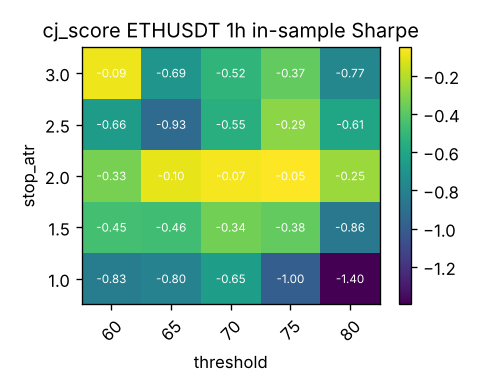 cj_score ETHUSDT 1h in-sample Sharpe
stop_atr
3.0 -0.09 -0.69 -0.52 -0.37 -0.77
2.5 -0.66 -0.93 -0.55 -0.29 -0.61
2.0 -0.33 -0.10 -0.07 -0.05 -0.25
1.5 -0.45 -0.46 -0.34 -0.38 -0.86
1.0 -0.83 -0.80 -0.65 -1.00 -1.40
60 65 70 75 80
threshold
−0.2
−0.4
−0.6
−0.8
−1.0
−1.2